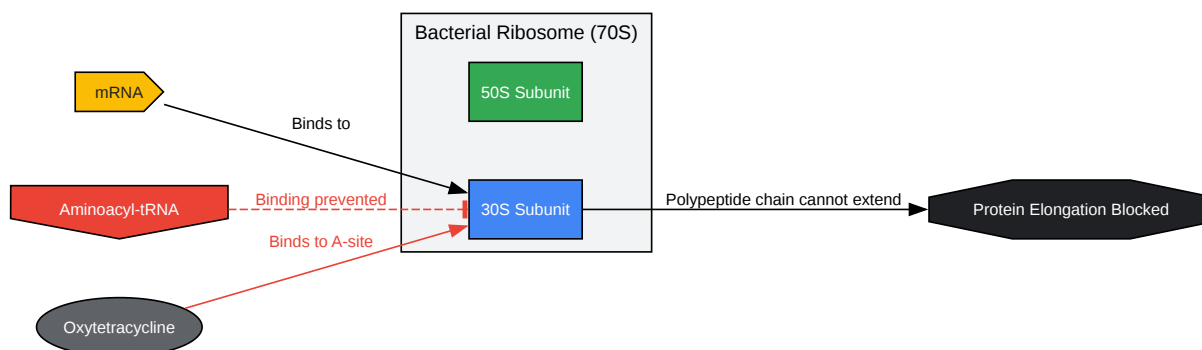 Bacterial Ribosome (70S)
50S Subunit
mRNA
Binds to
Aminoacyl-tRNA
Binding prevented
30S Subunit
Polypeptide chain cannot extend
Protein Elongation Blocked
Binds to A-site
Oxytetracycline